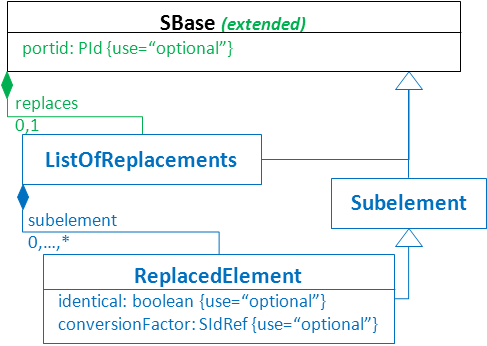 SBase (extended)
portid: PId {use=“optional”}
replaces
0,1
ListOfReplacements
Subelement
subelement
0,...,*
ReplacedElement
identical: boolean {use=“optional”}
conversionFactor: SIdRef {use=“optional”}